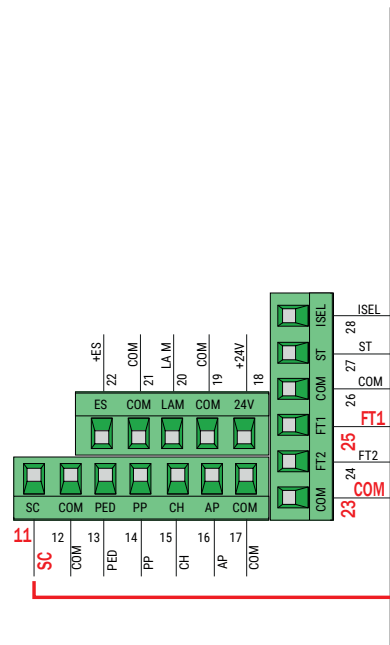 ISEL
28
ISEL
ST
27
ST
COM
26
COM
FT1
25
FT1
FT2
24
FT2
COM
23
COM
+ES
COM
LA M
COM
+24V
22
21
20
19
18
ES COM LAM COM 24V
SC COM PED PP CH AP COM
11 12 13 14 15 16 17
SC COM PED PP CH AP COM